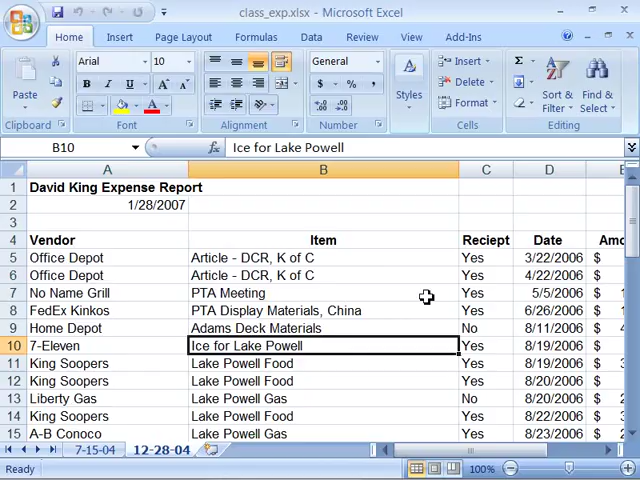 class_exp.xlsx - Microsoft Excel
Home Insert Page Layout Formulas Data Review View Add-Ins
Arial 10 General Insert
Delete
Paste B I U A A $ % , Styles Format Sort & Find &
Filter Select
Clipboard Font Alignment Number Cells Editing
B10 fx Ice for Lake Powell
A B C D E
1 David King Expense Report
2 1/28/2007
3
4 Vendor Item Reciept Date Amo
5 Office Depot Article - DCR, K of C Yes 3/22/2006 $
6 Office Depot Article - DCR, K of C Yes 4/22/2006 $
7 No Name Grill PTA Meeting Yes 5/5/2006 $ 1
8 FedEx Kinkos PTA Display Materials, China Yes 6/26/2006 $ 1
9 Home Depot Adams Deck Materials No 8/11/2006 $ 4
10 7-Eleven Ice for Lake Powell Yes 8/19/2006 $
11 King Soopers Lake Powell Food Yes 8/19/2006 $ 3
12 King Soopers Lake Powell Food Yes 8/20/2006 $
13 Liberty Gas Lake Powell Gas No 8/20/2006 $ 2
14 King Soopers Lake Powell Food Yes 8/22/2006 $ 3
15 A-B Conoco Lake Powell Gas Yes 8/23/2006 $ 1
7-15-04 12-28-04
Ready 100%